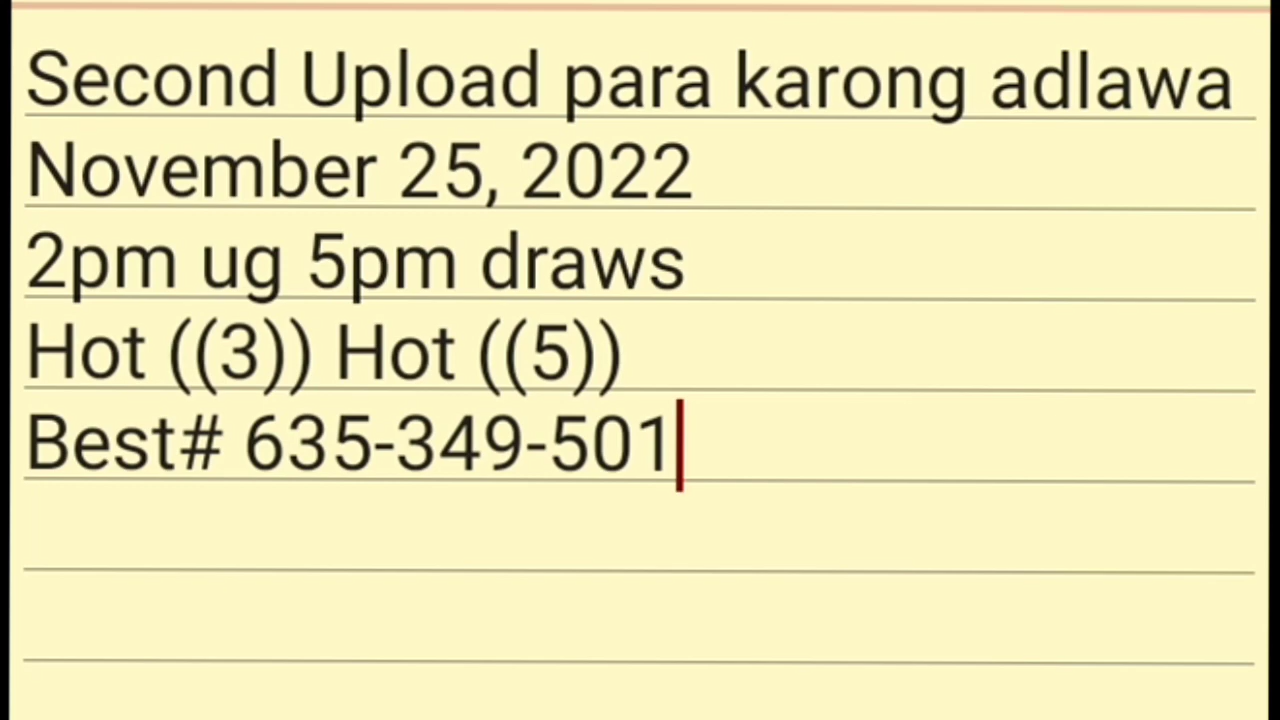 Second Upload para karong adlawa
November 25, 2022
2pm ug 5pm draws
Hot ((3)) Hot ((5))
Best# 635-349-501